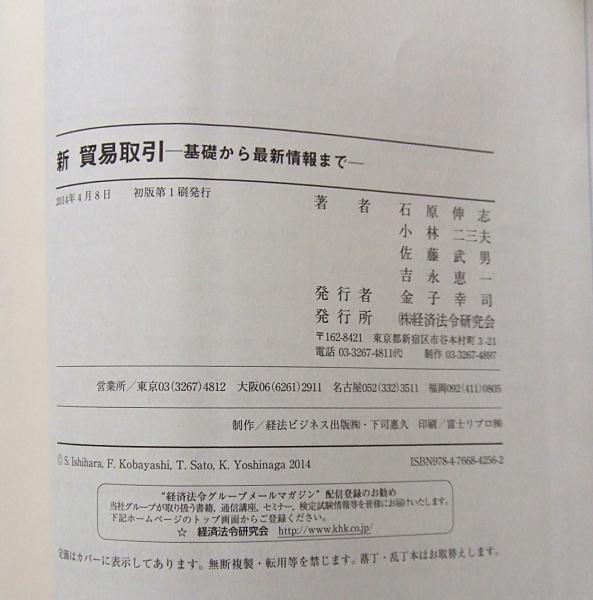 新 貿易取引―基礎から最新情報まで―
2014年4月8日 初版第1刷発行
著者 石原伸志
小林二三夫
佐藤武男
吉永恵一
発行者 金子幸司
発行所 ㈱経済法令研究会
〒162-8421 東京都新宿区市谷本村町3-21
電話 03-3267-4811㈹ 制作 03-3267-4897
営業所／東京03(3267)4812 大阪06(6261)2911 名古屋052(332)3511 福岡092(411)0805
制作／経法ビジネス出版㈱・下司惠久 印刷／富士リプロ㈱
© S. Ishihara, F. Kobayashi, T. Sato, K. Yoshinaga 2014 ISBN978-4-7668-4256-2
“経済法令グループメールマガジン”配信登録のお勧め
当社グループが取り扱う書籍, 通信講座, セミナー, 検定試験情報等を皆様にお届けいたします。
下記ホームページのトップ画面からご登録ください。
☆ 経済法令研究会 http://www.khk.co.jp/
定価はカバーに表示してあります。無断複製・転用等を禁じます。落丁・乱丁本はお取替えします。